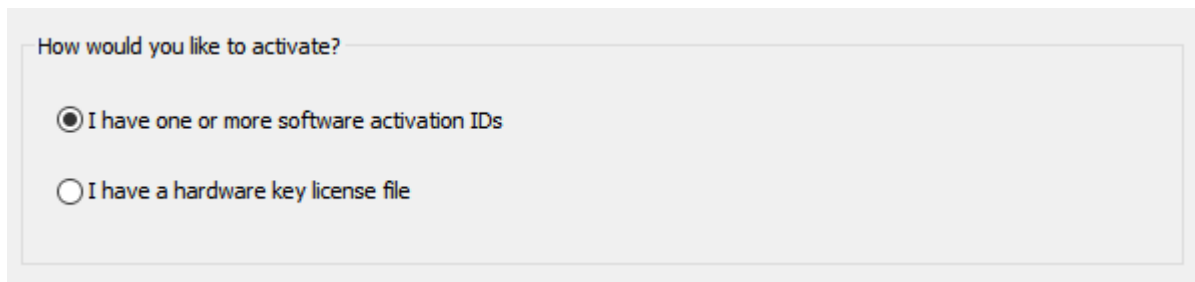 How would you like to activate?
I have one or more software activation IDs
I have a hardware key license file